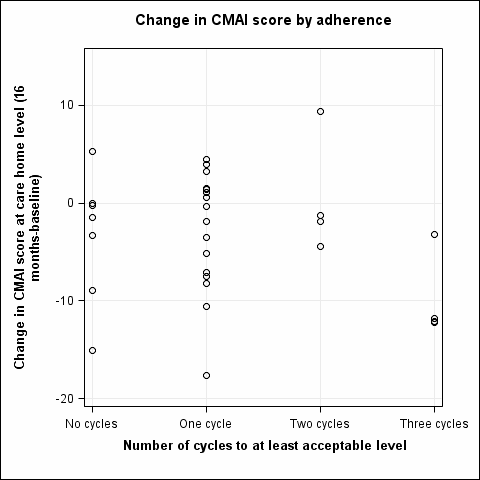 Change in CMAI score by adherence
Change in CMAI score at care home level (16
months-baseline)
10
0
-10
-20
No cycles One cycle Two cycles Three cycles
Number of cycles to at least acceptable level